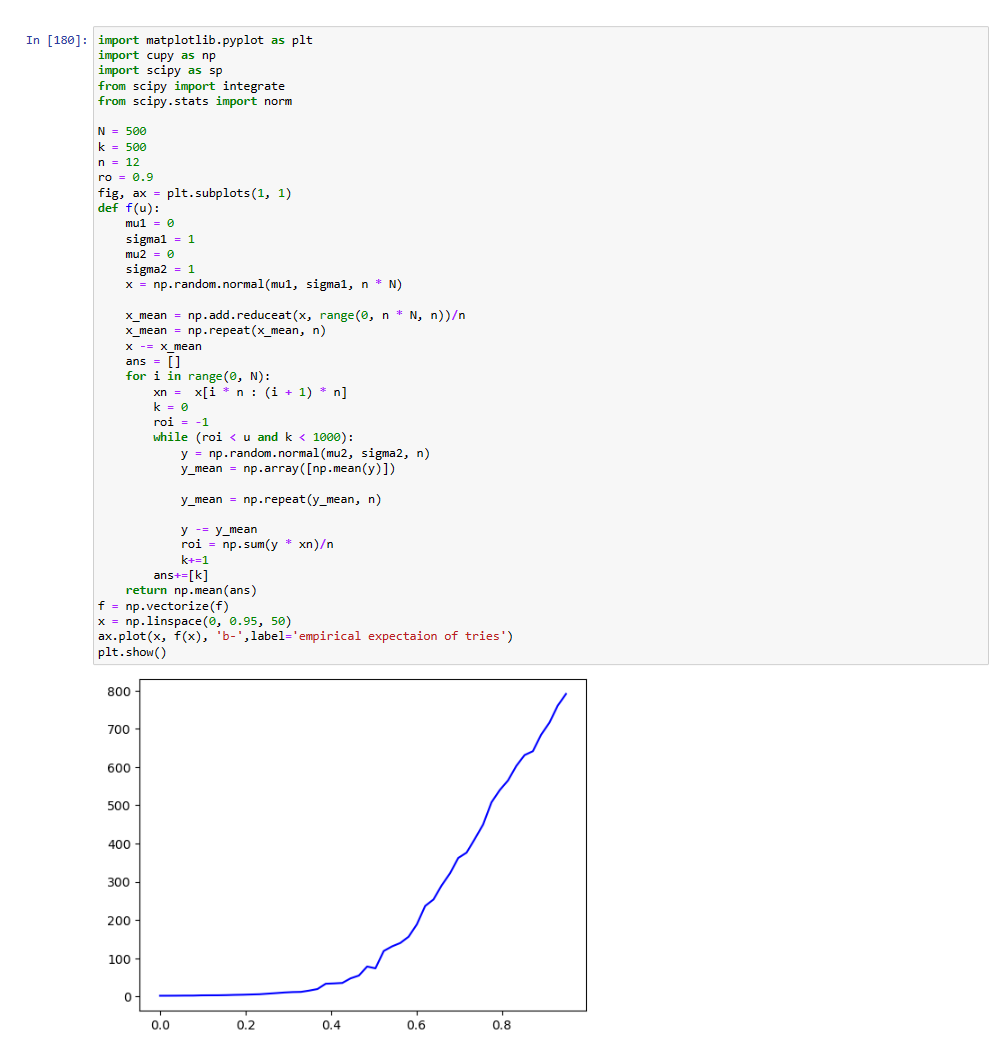 In [180]: import matplotlib.pyplot as plt
import cupy as np
import scipy as sp
from scipy import integrate
from scipy.stats import norm

N = 500
k = 500
n = 12
ro = 0.9
fig, ax = plt.subplots(1, 1)
def f(u):
    mu1 = 0
    sigma1 = 1
    mu2 = 0
    sigma2 = 1
    x = np.random.normal(mu1, sigma1, n * N)

    x_mean = np.add.reduceat(x, range(0, n * N, n))/n
    x_mean = np.repeat(x_mean, n)
    x -= x_mean
    ans = []
    for i in range(0, N):
        xn =  x[i * n : (i + 1) * n]
        k = 0
        roi = -1
        while (roi < u and k < 1000):
            y = np.random.normal(mu2, sigma2, n)
            y_mean = np.array([np.mean(y)])

            y_mean = np.repeat(y_mean, n)

            y -= y_mean
            roi = np.sum(y * xn)/n
            k+=1
        ans+=[k]
    return np.mean(ans)
f = np.vectorize(f)
x = np.linspace(0, 0.95, 50)
ax.plot(x, f(x), 'b-',label='empirical expectaion of tries')
plt.show()
800
700
600
500
400
300
200
100
0
0.0 0.2 0.4 0.6 0.8